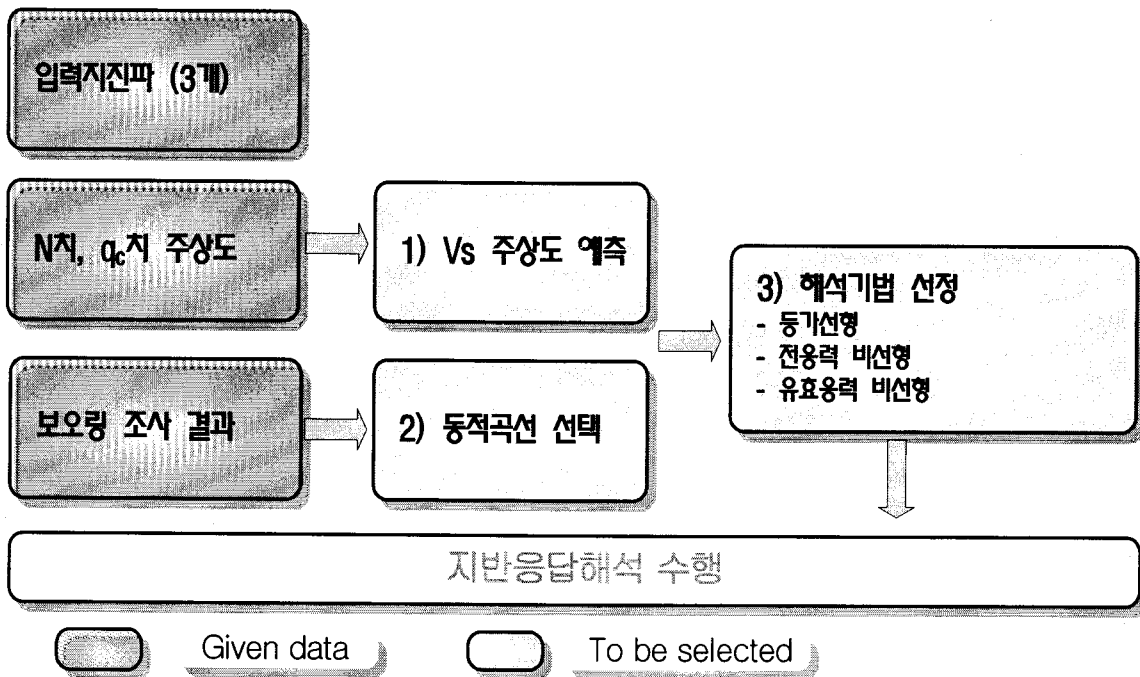 입력지진파 (3개)
N치, qc치 주상도
1) Vs 주상도 예측
보오링 조사 결과
2) 동적곡선 선택
3) 해석기법 선정
- 등가선형
- 전응력 비선형
- 유효응력 비선형
지반응답해석 수행
Given data
To be selected